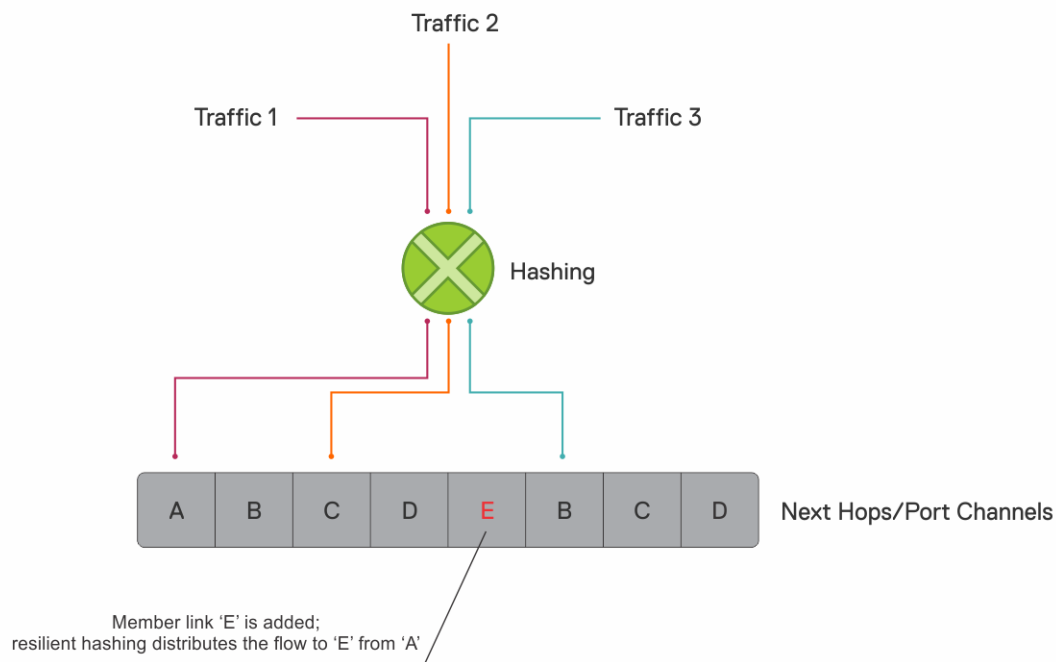 Traffic 2
Traffic 1
Traffic 3
Hashing
A B C D E B C D
Next Hops/Port Channels
Member link ‘E’ is added;
resilient hashing distributes the flow to ‘E’ from ‘A’